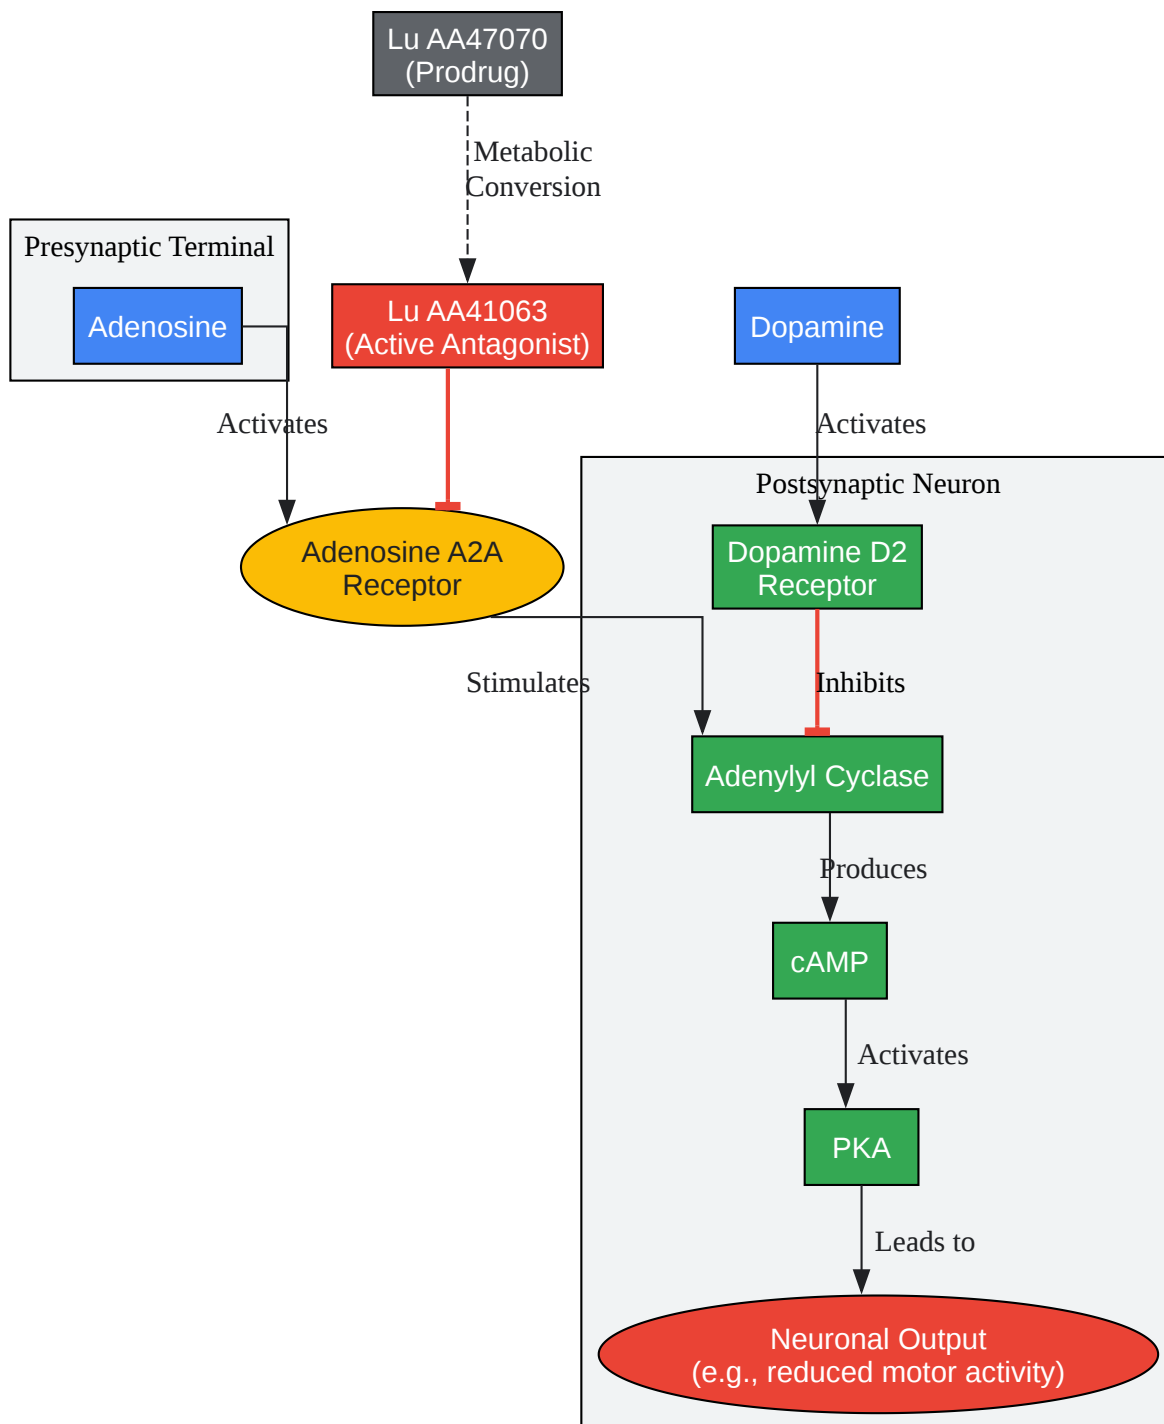 Lu AA47070
(Prodrug)
Metabolic
Conversion
Presynaptic Terminal
Adenosine
Lu AA41063
(Active Antagonist)
Dopamine
Activates
Activates
Postsynaptic Neuron
Adenosine A2A
Receptor
Dopamine D2
Receptor
Stimulates
Inhibits
Adenylyl Cyclase
Produces
cAMP
Activates
PKA
Leads to
Neuronal Output
(e.g., reduced motor activity)